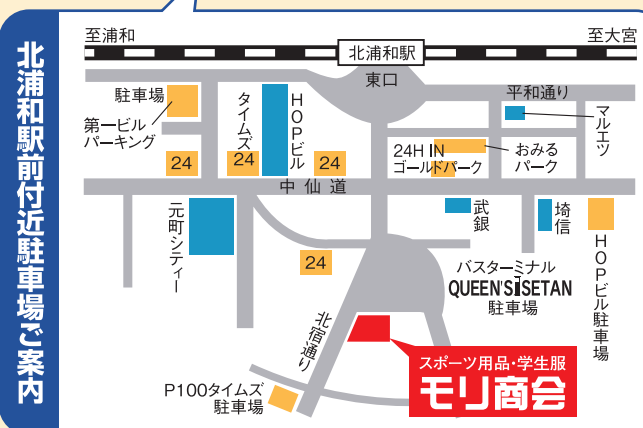 北浦和駅前付近駐車場ご案内
至浦和
北浦和駅
至大宮
東口
駐車場
第一ビル
パーキング
24
タイムズ
24
HOPビル
24
平和通り
マルエツ
24H IN
ゴールドパーク
おみる
パーク
中仙道
元町シティー
24
武銀
埼信
HOPビル駐車場
バスターミナル
QUEEN'S ISETAN
駐車場
北宿通り
P100タイムズ
駐車場
スポーツ用品・学生服
モリ商会